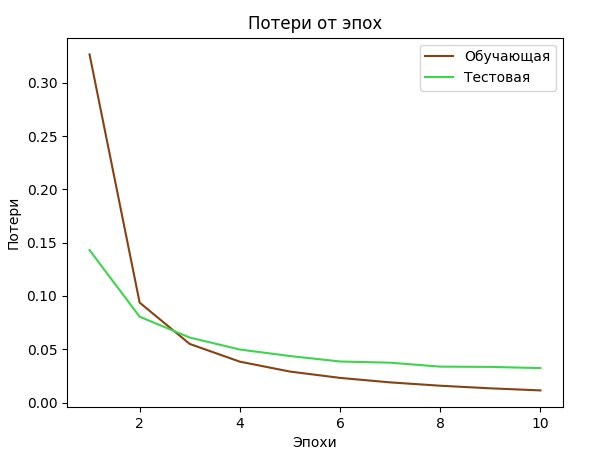 Потери от эпох
Обучающая
Тестовая
Потери
0.30
0.25
0.20
0.15
0.10
0.05
0.00
2 4 6 8 10
Эпохи